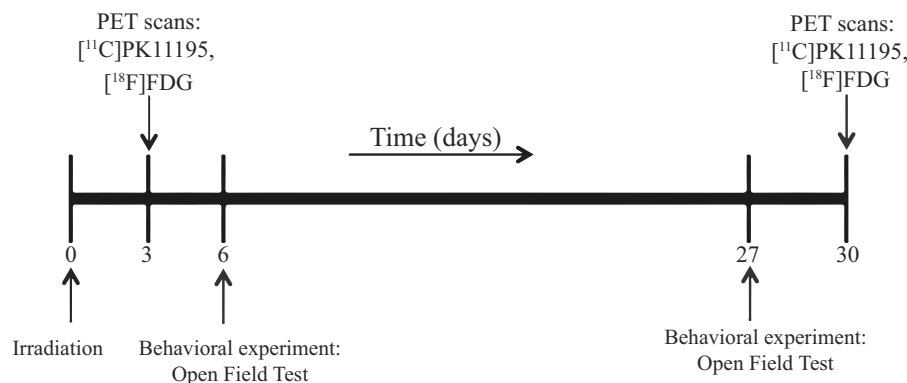 PET scans:
[¹¹C]PK11195,
[¹⁸F]FDG
PET scans:
[¹¹C]PK11195,
[¹⁸F]FDG
Time (days)
0
3
6
27
30
Irradiation
Behavioral experiment:
Open Field Test
Behavioral experiment:
Open Field Test